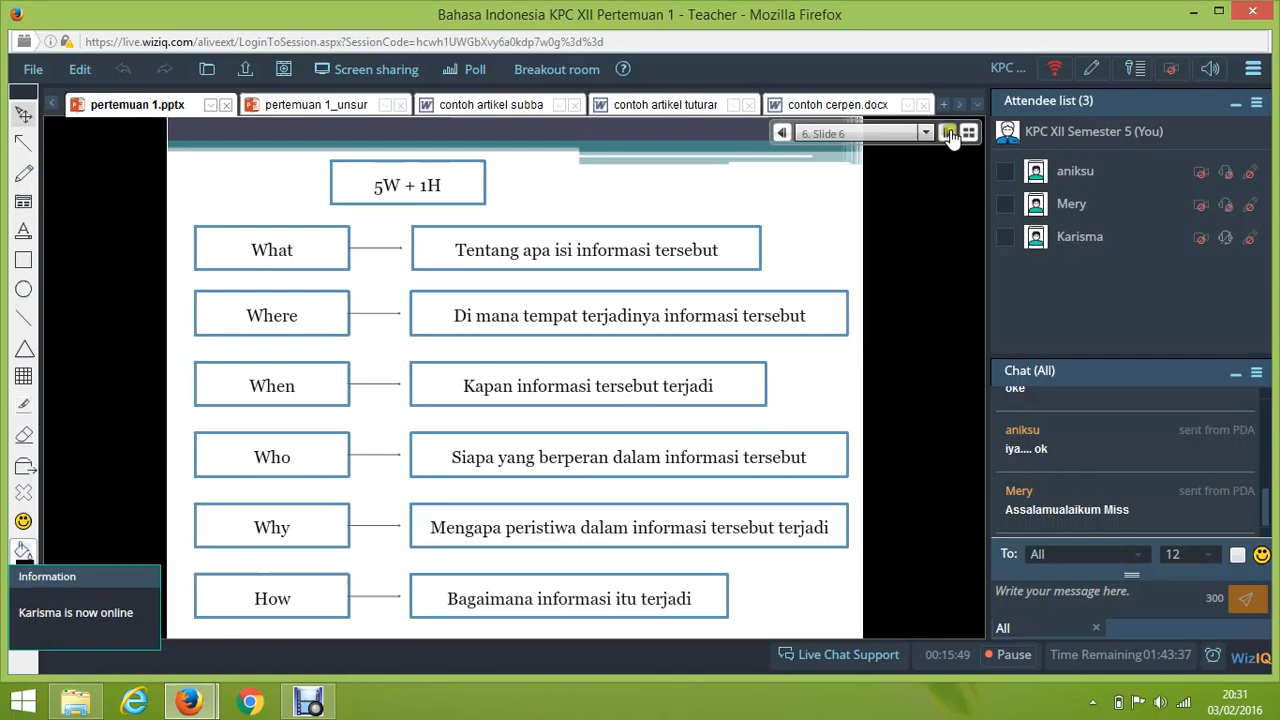 Bahasa Indonesia KPC XII Pertemuan 1 - Teacher - Mozilla Firefox
https://live.wiziq.com/aliveext/LoginToSession.aspx?SessionCode=hcwh1UWGbXvy6a0kdp7w0g%3d%3d
File Edit Screen sharing Poll Breakout room ? KPC ...
pertemuan 1.pptx pertemuan 1_unsur contoh artikel subba contoh artikel tuturar contoh cerpen.docx
6. Slide 6
5W + 1H
What Tentang apa isi informasi tersebut
Where Di mana tempat terjadinya informasi tersebut
When Kapan informasi tersebut terjadi
Who Siapa yang berperan dalam informasi tersebut
Why Mengapa peristiwa dalam informasi tersebut terjadi
How Bagaimana informasi itu terjadi
Attendee list (3)
KPC XII Semester 5 (You)
aniksu
Mery
Karisma
Chat (All)
oke
aniksu sent from PDA
iya.... ok
Mery sent from PDA
Assalamualaikum Miss
To: All 12
Write your message here. 300
All
Information
Karisma is now online
Live Chat Support 00:15:49 Pause Time Remaining 01:43:37 WizIQ
20:31
03/02/2016